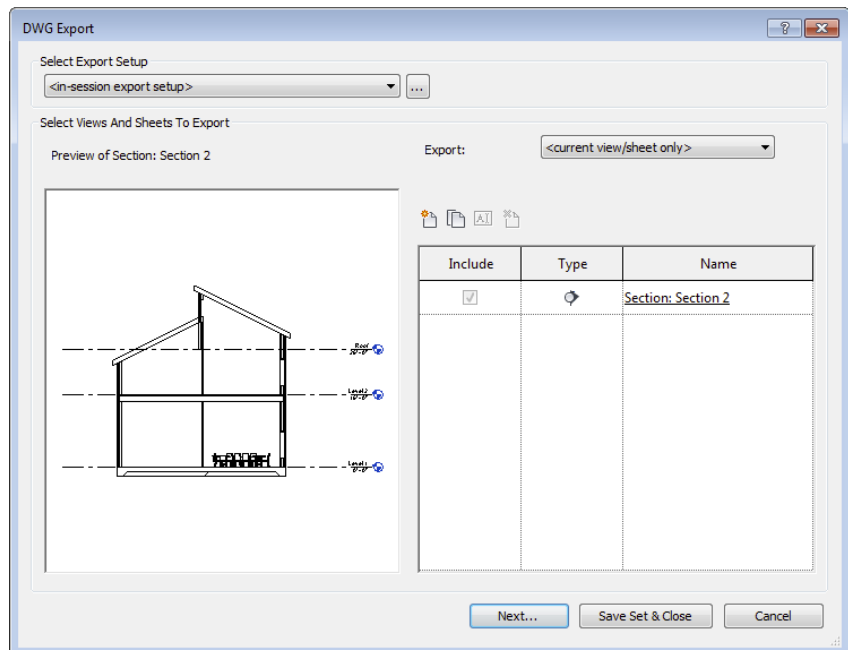 DWG Export
Select Export Setup
<in-session export setup>
...
Select Views And Sheets To Export
Preview of Section: Section 2
Export:
<current view/sheet only>
AI
Include Type Name
Section: Section 2
Roof
Level 2
Level 1
Next...
Save Set & Close
Cancel